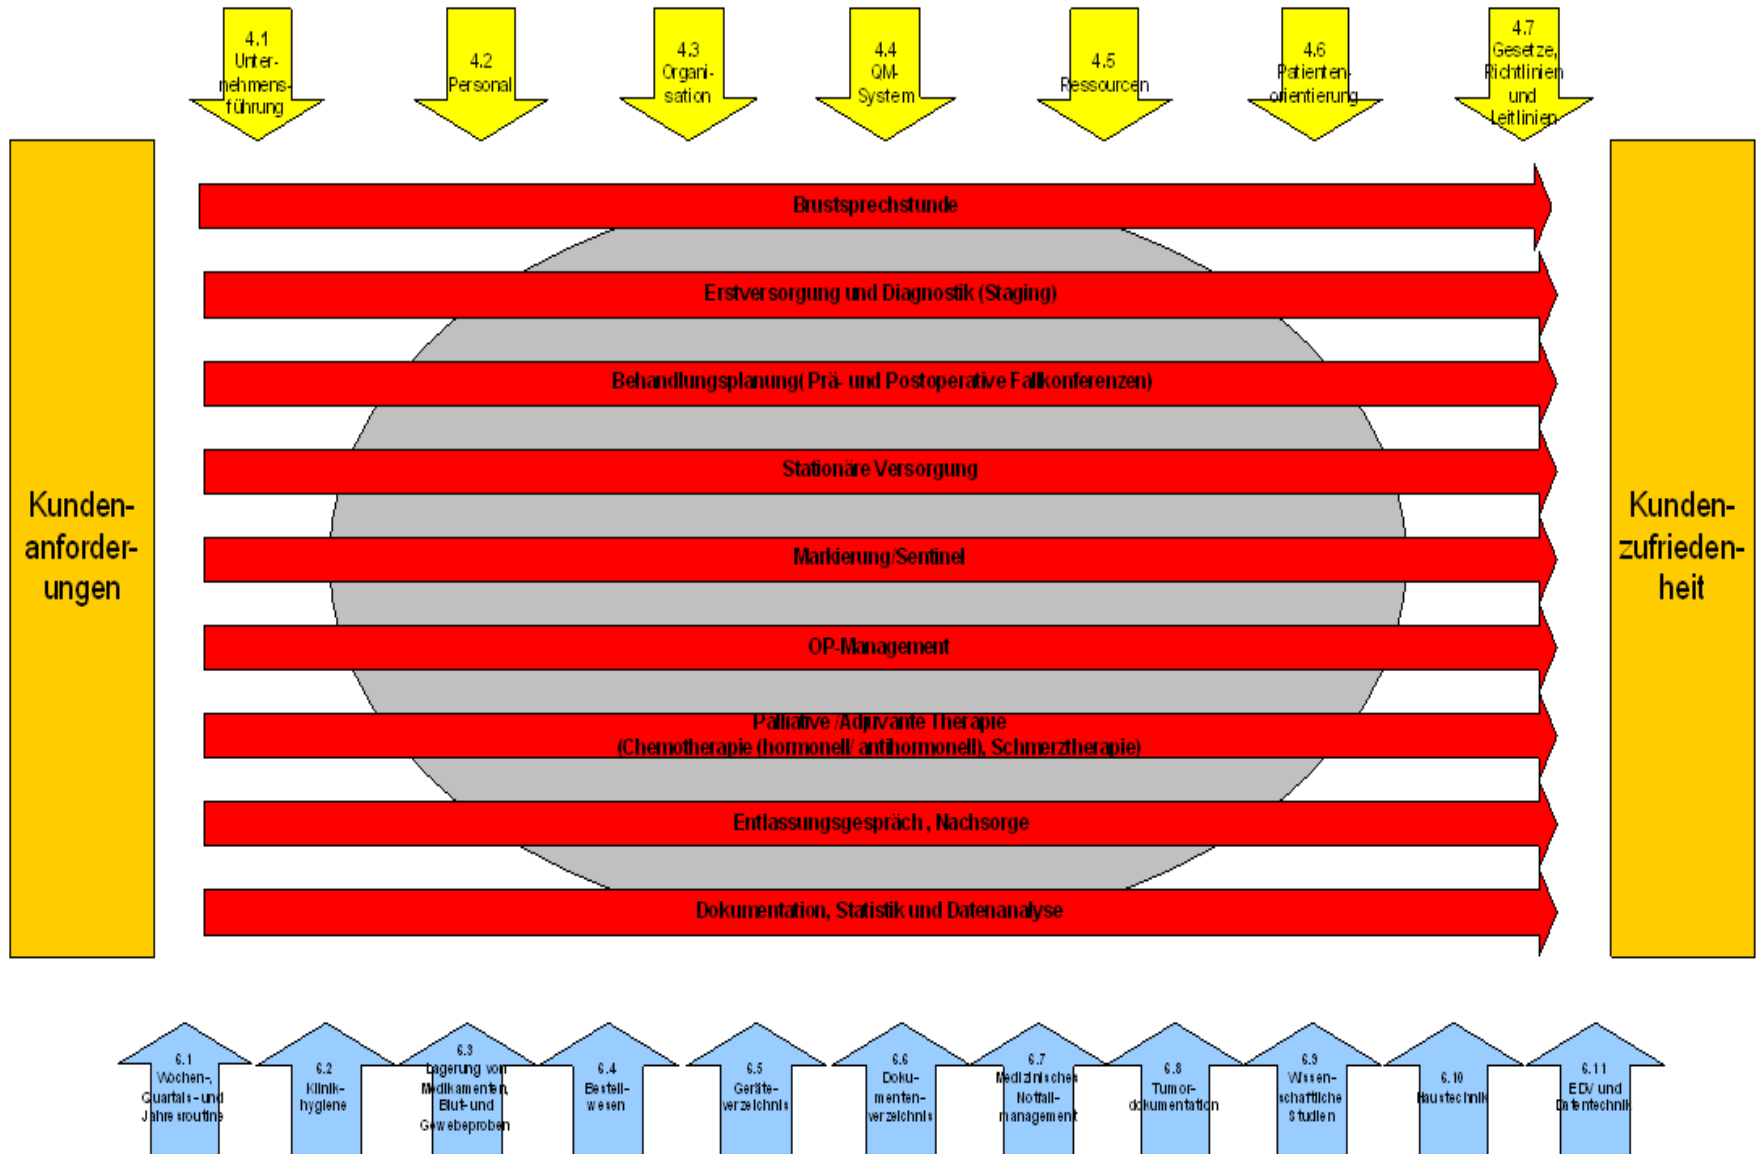 4.1
Unter-
nehmens-
führung
4.2
Personal
4.3
Organi-
sation
4.4
QM-
System
4.5
Ressourcen
4.6
Patienten-
orientierung
4.7
Gesetze,
Richtlinien
und
Leitlinien
Kunden-
anforder-
ungen
Brustsprechstunde
Erstversorgung und Diagnostik (Staging)
Behandlungsplanung( Prä- und Postoperative Fallkonferenzen)
Stationäre Versorgung
Markierung/Sentinel
OP-Management
Palliative /Adjuvante Therapie
(Chemotherapie (hormonell/ antihormonell), Schmerztherapie)
Entlassungsgespräch , Nachsorge
Dokumentation, Statistik und Datenanalyse
Kunden-
zufrieden-
heit
6.1
Wochen-,
Quartals- und
Jahresroutine
6.2
Klinik-
hygiene
6.3
Lagerung von
Medikamenten,
Blut- und
Gewebeproben
6.4
Bestell-
wesen
6.5
Geräte-
verzeichnis
6.6
Doku-
menten-
verzeichnis
6.7
Medizinisches
Notfall-
management
6.8
Tumor-
dokumentation
6.9
Wissen-
schaftliche
Studien
6.10
Haustechnik
6.11
EDV und
Datentechnik